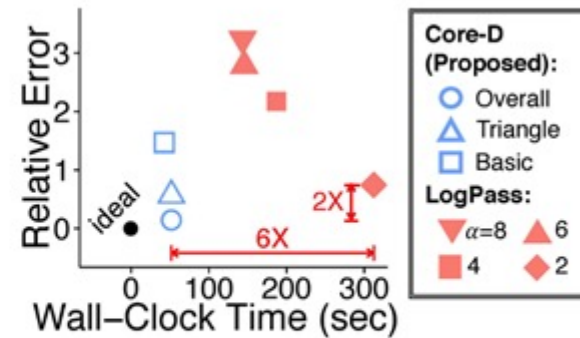 3
2
1
0
Relative Error
ideal
2X
6X
0 100 200 300
Wall–Clock Time (sec)
Core-D
(Proposed):
Overall
Triangle
Basic
LogPass:
α=8 6
4 2